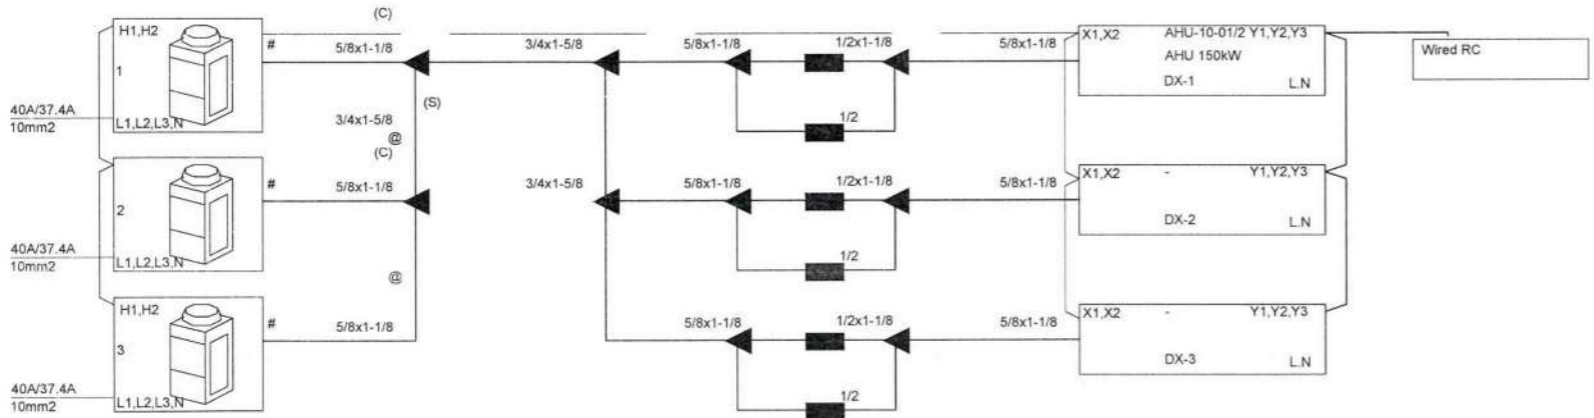 (C)
H1,H2
#
5/8x1-1/8
3/4x1-5/8
5/8x1-1/8
1/2x1-1/8
5/8x1-1/8
X1,X2 AHU-10-01/2 Y1,Y2,Y3
AHU 150kW
DX-1 L.N
Wired RC
1
40A/37.4A
10mm2
L1,L2,L3,N
(S)
3/4x1-5/8
@
(C)
1/2
2
#
5/8x1-1/8
3/4x1-5/8
5/8x1-1/8
1/2x1-1/8
5/8x1-1/8
X1,X2 - Y1,Y2,Y3
DX-2 L.N
40A/37.4A
10mm2
L1,L2,L3,N
@
1/2
H1,H2
3
#
5/8x1-1/8
5/8x1-1/8
1/2x1-1/8
5/8x1-1/8
X1,X2 - Y1,Y2,Y3
DX-3 L.N
40A/37.4A
10mm2
L1,L2,L3,N
1/2